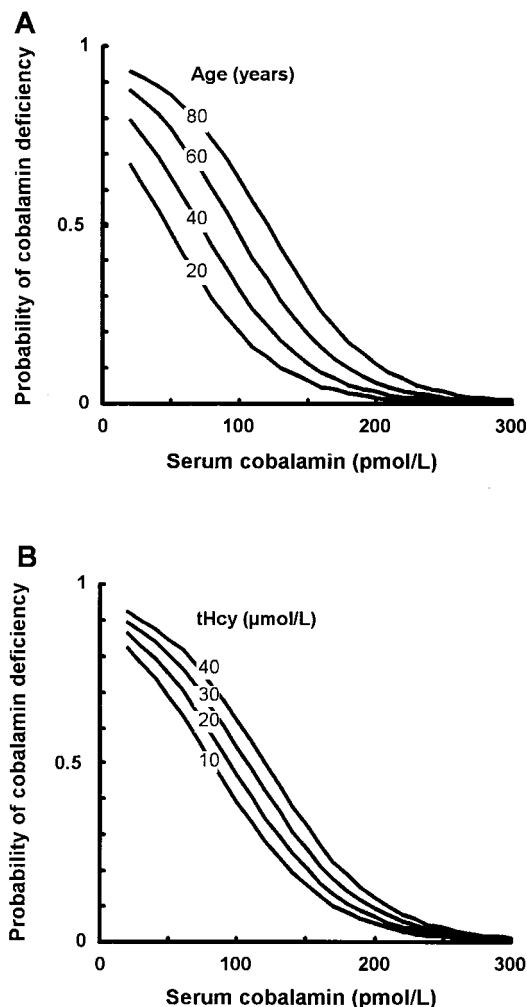 A
Age (years)
Probability of cobalamin deficiency
1
0.5
0
80
60
40
20
0
100
200
300
Serum cobalamin (pmol/L)
B
tHcy (µmol/L)
Probability of cobalamin deficiency
1
0.5
0
40
30
20
10
0
100
200
300
Serum cobalamin (pmol/L)